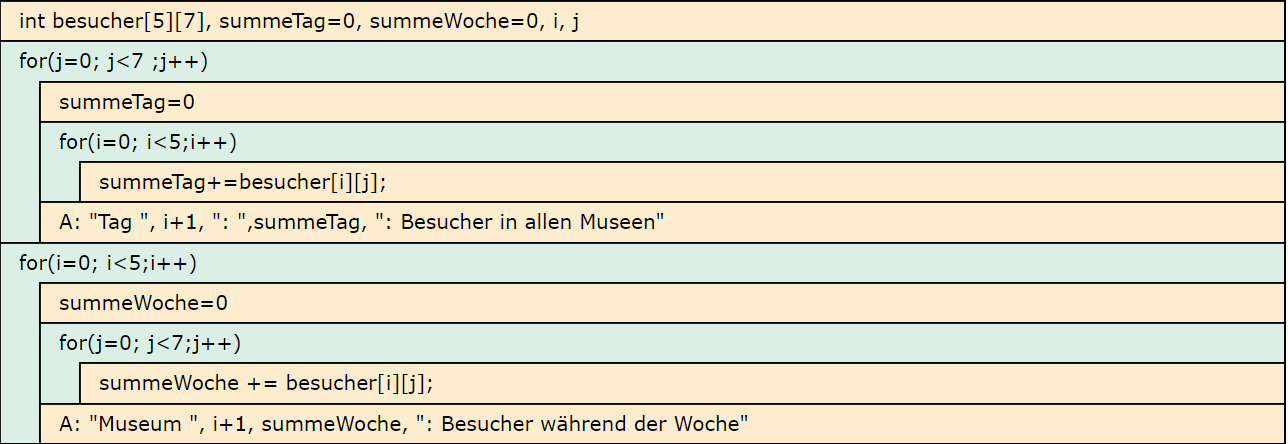 int besucher[5][7], summeTag=0, summeWoche=0, i, j
for(j=0; j<7 ;j++)
summeTag=0
for(i=0; i<5;i++)
summeTag+=besucher[i][j];
A: "Tag ", i+1, ": ",summeTag, ": Besucher in allen Museen"
for(i=0; i<5;i++)
summeWoche=0
for(j=0; j<7;j++)
summeWoche += besucher[i][j];
A: "Museum ", i+1, summeWoche, ": Besucher während der Woche"